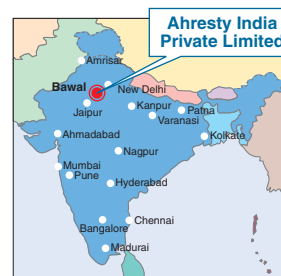 Ahresty India
Private Limited
Amrisar
Bawal
New Delhi
Jaipur
Kanpur
Patna
Varanasi
Ahmadabad
Kolkate
Nagpur
Mumbai
Pune
Hyderabad
Bangalore
Chennai
Madurai